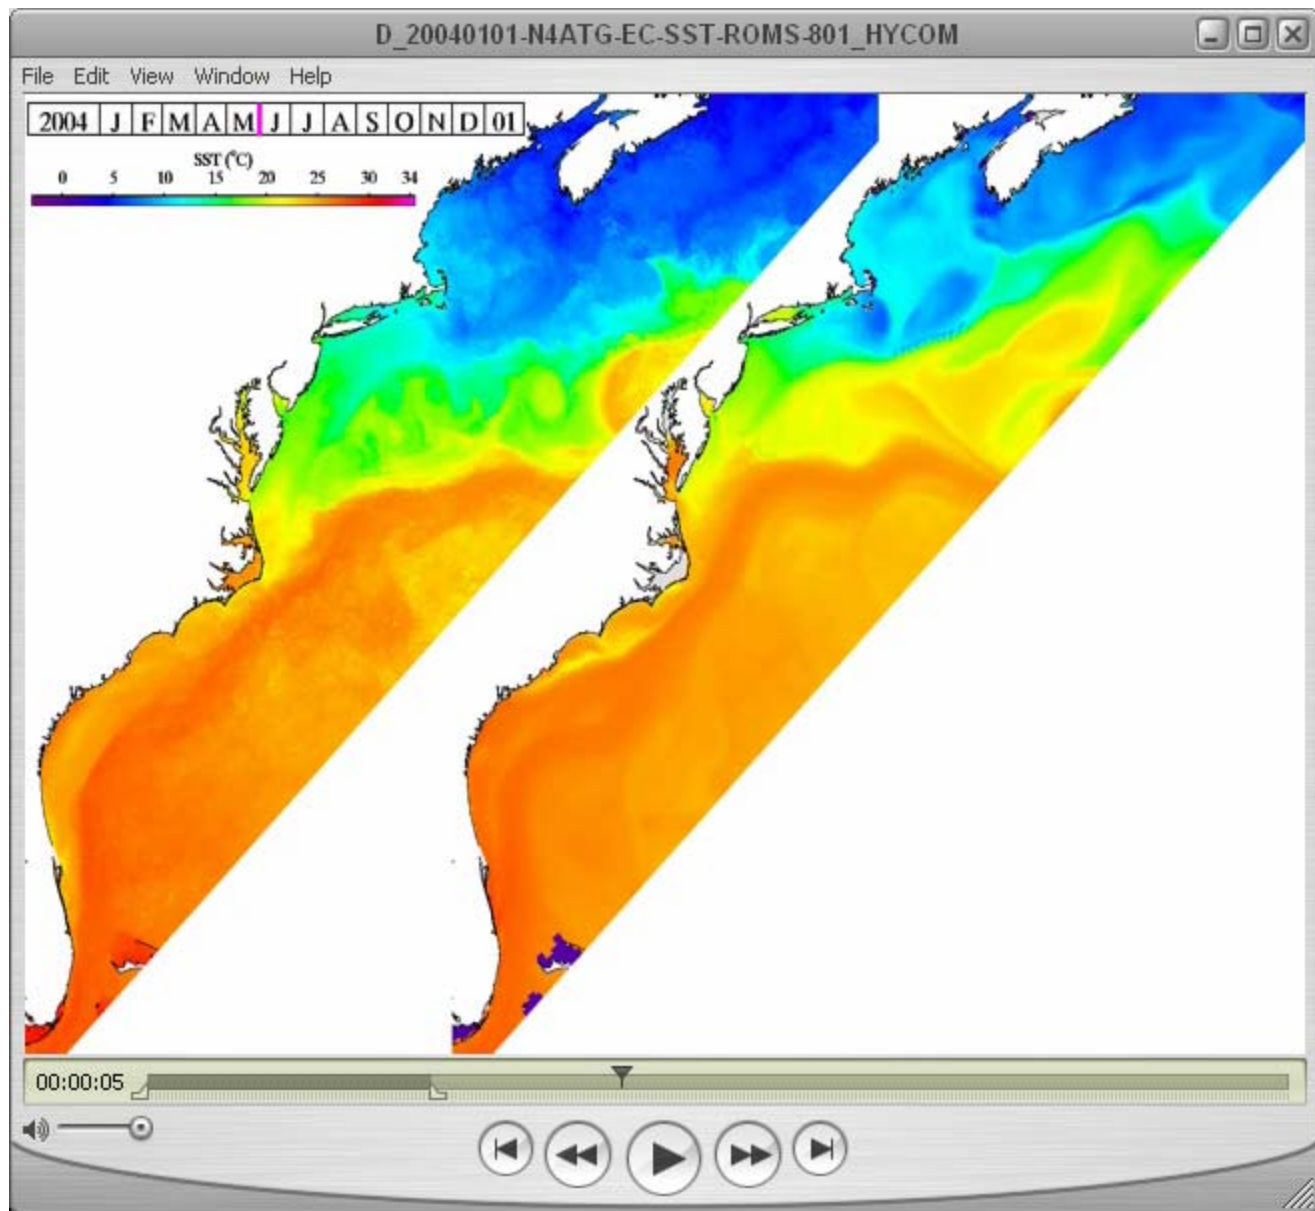 D_20040101-N4ATG-EC-SST-ROMS-801_HYCOM
File Edit View Window Help
2004 J F M A M J J A S O N D 01
SST (°C)
0 5 10 15 20 25 30 34
00:00:05